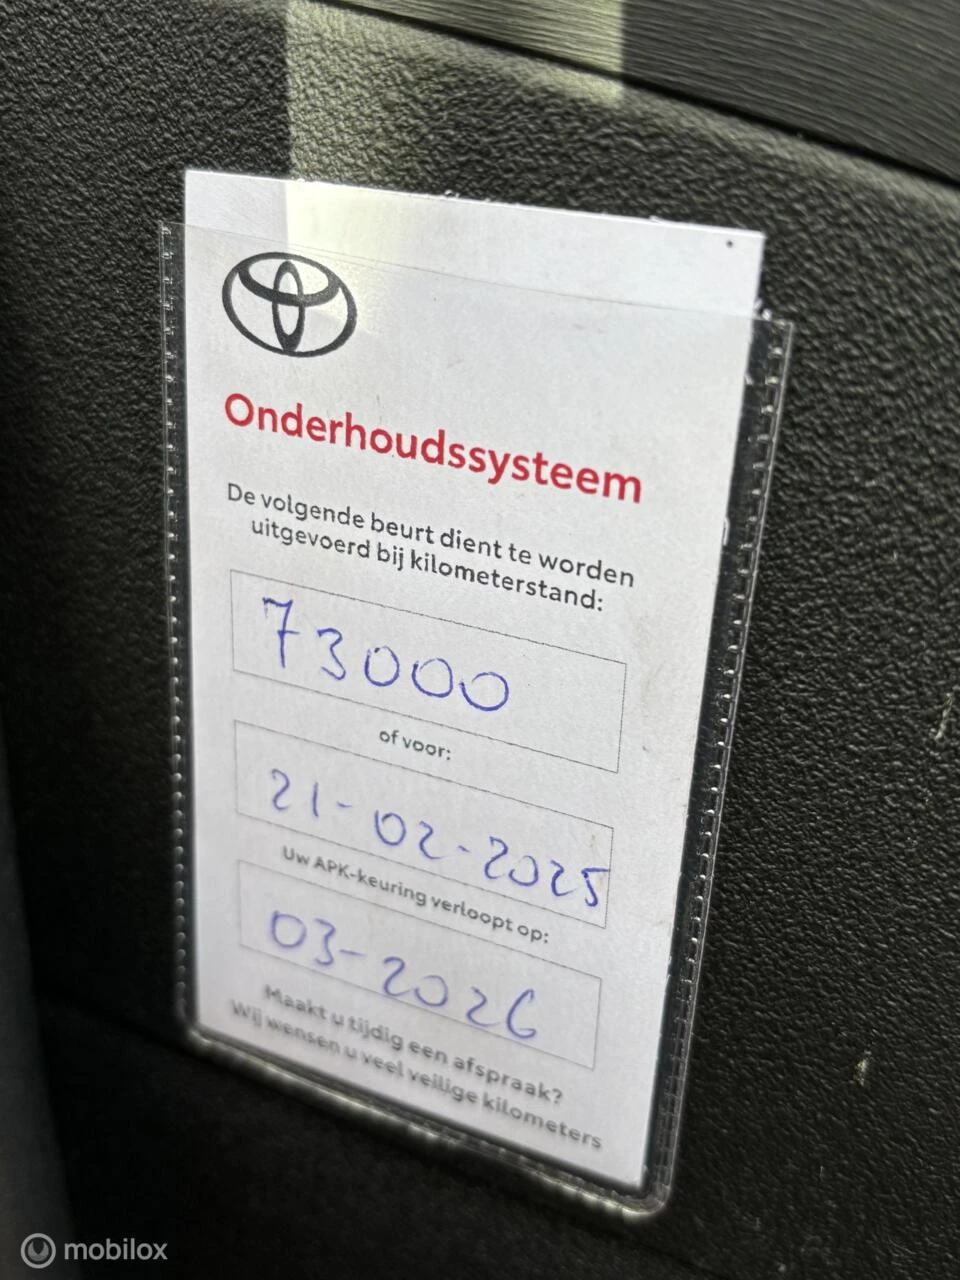 Onderhoudssysteem
De volgende beurt dient te worden
uitgevoerd bij kilometerstand:
73000
of voor:
21-02-2025
Uw APK-keuring verloopt op:
03-2026
Maakt u tijdig een afspraak?
Wij wensen u veel veilige kilometers
mobilox